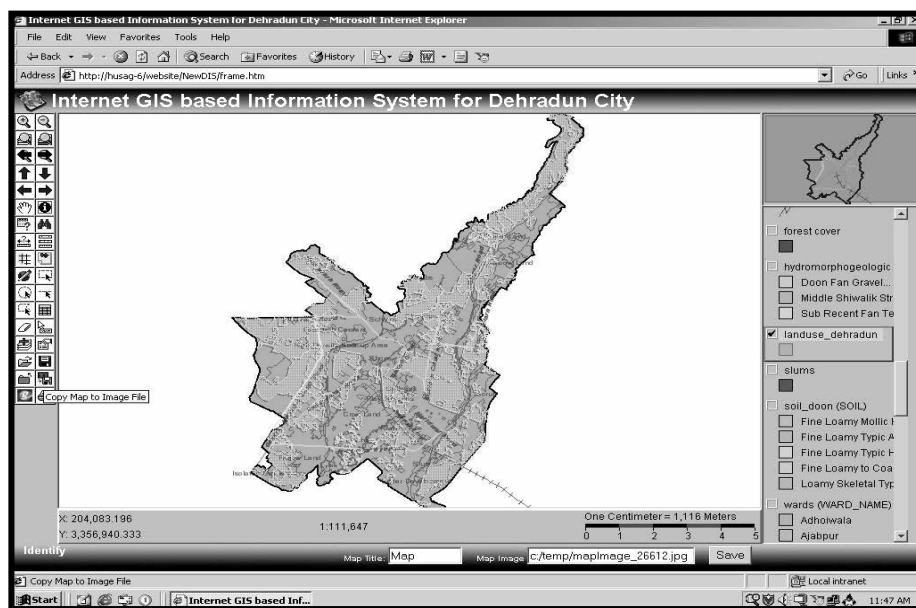 Internet GIS based Information System for Dehradun City - Microsoft Internet Explorer
File Edit View Favorites Tools Help
Back Search Favorites History
Address http://husag-6/website/NewDIS/frame.htm Go Links
Internet GIS based Information System for Dehradun City
forest cover
hydromorphogeologic
Doon Fan Gravel...
Middle Shiwalik Str
Sub Recent Fan Te
landuse_dehradun
slums
soil_doon (SOIL)
Fine Loamy Mollic
Fine Loamy Typic A
Fine Loamy Typic H
Fine Loamy to Coa
Loamy Skeletal Typ
wards (WARD_NAME)
Adhoiwala
Ajabpur
Copy Map to Image File
X: 204,083.196
Y: 3,356,940.333
1:111,647
One Centimeter = 1,116 Meters
0 1 2 3 4 5
Identify
Map Title: Map Map Image c:/temp/mapImage_26612.jpg Save
Copy Map to Image File Local intranet
Start Internet GIS based Inf... 11:47 AM